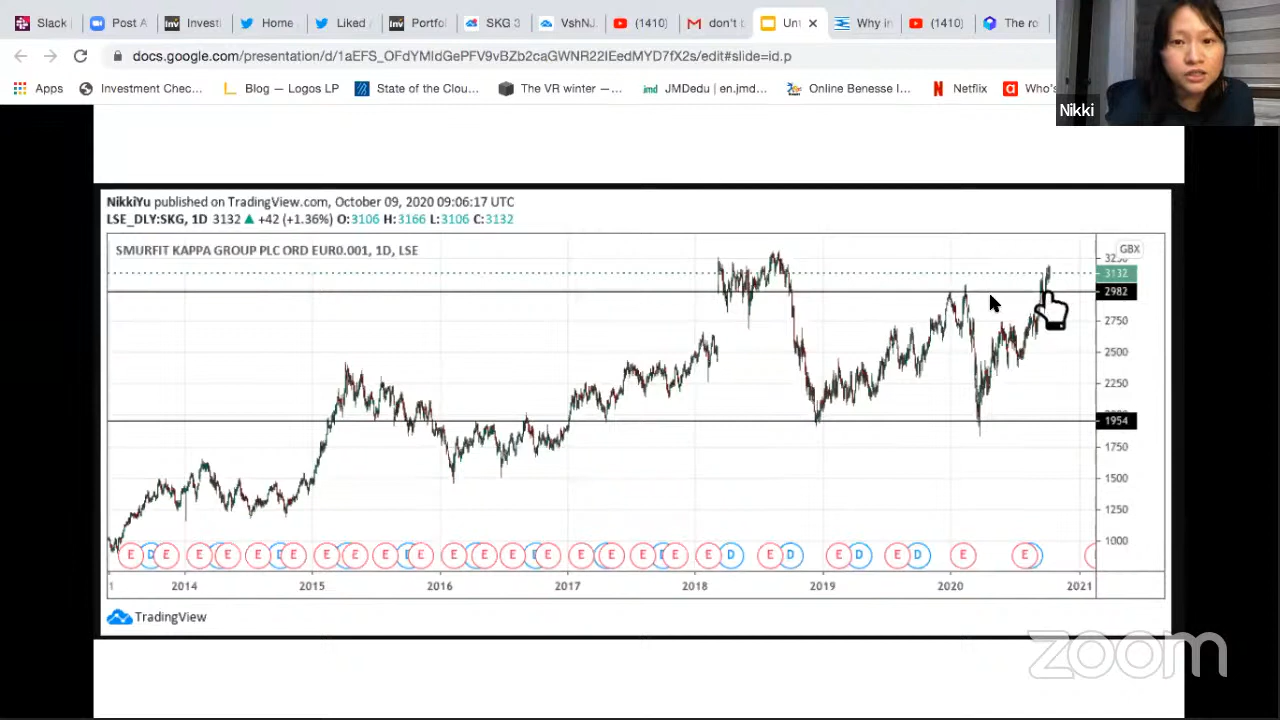 Slack
Post A
Investi
Home
Liked
Portfol
SKG 3
VshNJ.
(1410)
don't t
Unt
Why in
(1410)
The ro
docs.google.com/presentation/d/1aEFS_OFdYMIdGePFV9vBZb2caGWNR22IEedMYD7fX2s/edit#slide=id.p
Apps
Investment Chec...
Blog — Logos LP
State of the Clou...
The VR winter —...
JMDedu | en.jmd...
Online Benesse I...
Netflix
Who's
Nikki
NikkiYu published on TradingView.com, October 09, 2020 09:06:17 UTC
LSE_DLY:SKG, 1D 3132 ▲ +42 (+1.36%) O:3106 H:3166 L:3106 C:3132
SMURFIT KAPPA GROUP PLC ORD EUR0.001, 1D, LSE
GBX
3132
2982
2750
2500
2250
1954
1750
1500
1250
1000
E D E E E E D E E E E D E E E E D E E E E D E E D E D E D E D E E
2014 2015 2016 2017 2018 2019 2020 2021
TradingView
zoom